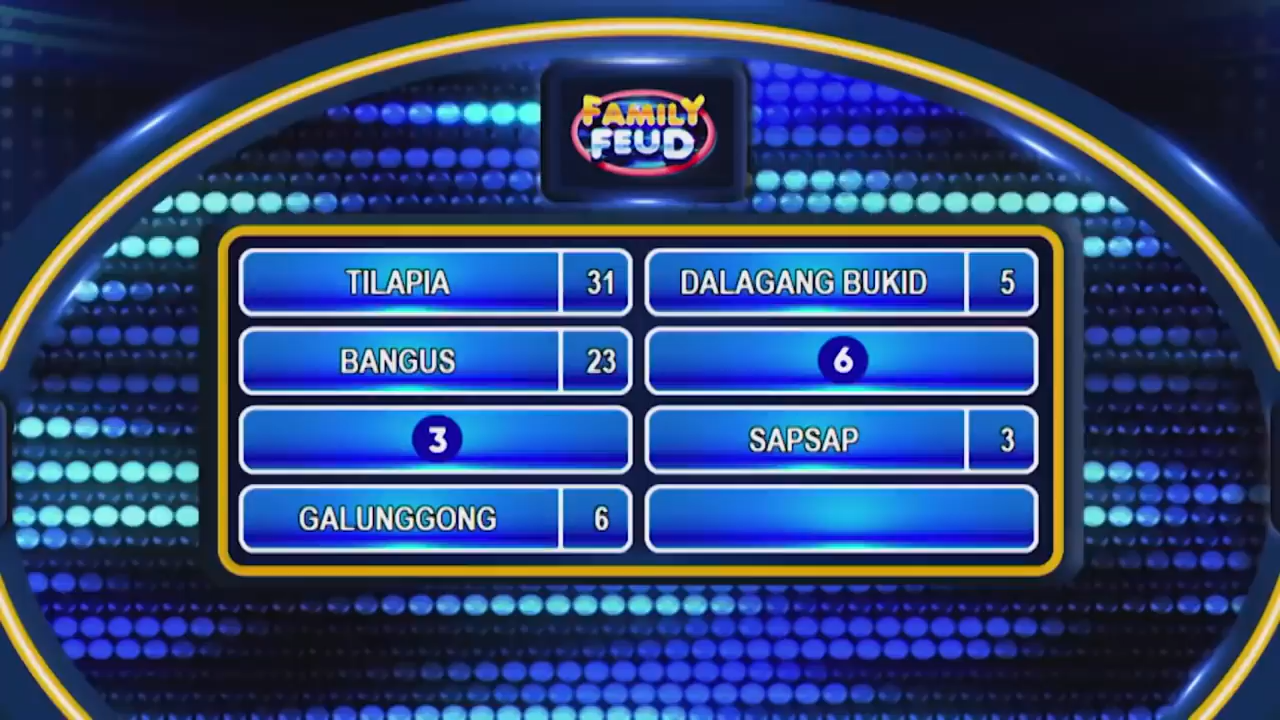 FAMILY
FEUD
TILAPIA 31
BANGUS 23
3
GALUNGGONG 6
DALAGANG BUKID 5
6
SAPSAP 3